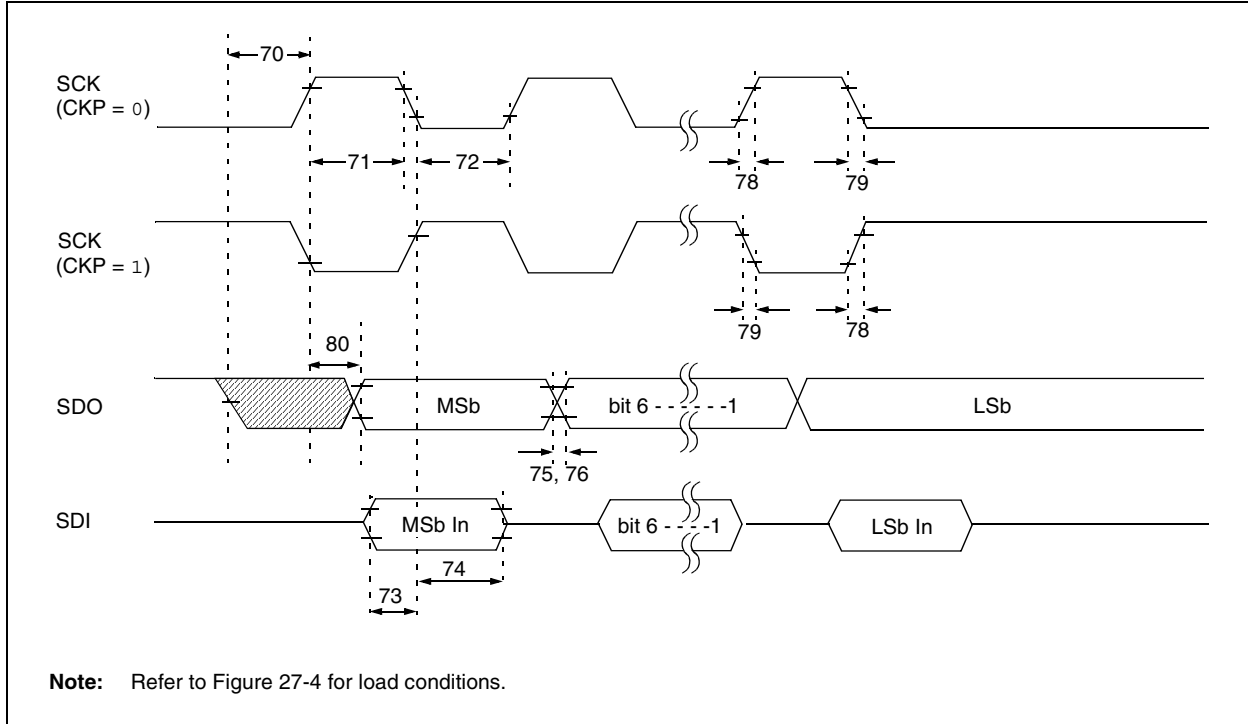 70
SCK
(CKP = 0)
71
72
78
79
SCK
(CKP = 1)
79
78
80
SDO
MSb
bit 6 - - - - - -1
LSb
75, 76
SDI
MSb In
bit 6 - - - -1
LSb In
74
73
Note: Refer to Figure 27-4 for load conditions.